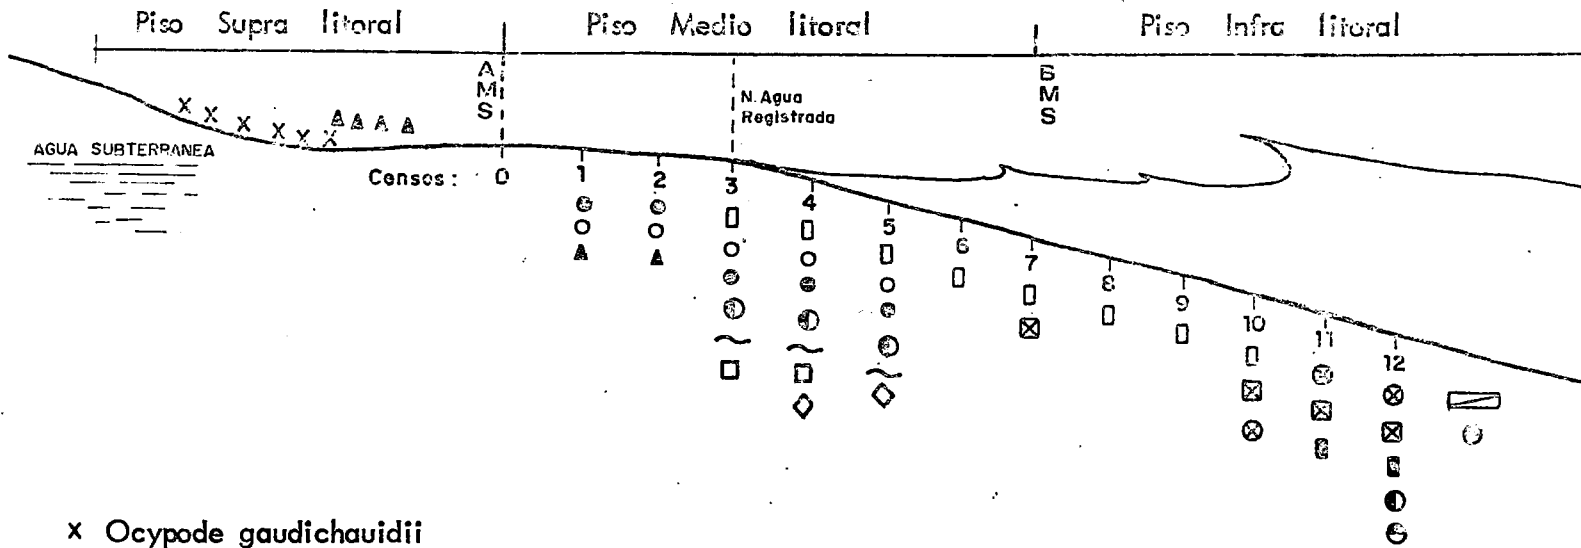 Piso Supra litoral Piso Medio litoral Piso Infra litoral
AMS
BMS
N. Agua
Registrada
AGUA SUBTERRANEA
Censos : 0 1 2 3 4 5 6 7 8 9 10 11 12
x Ocypode gaudichauidii